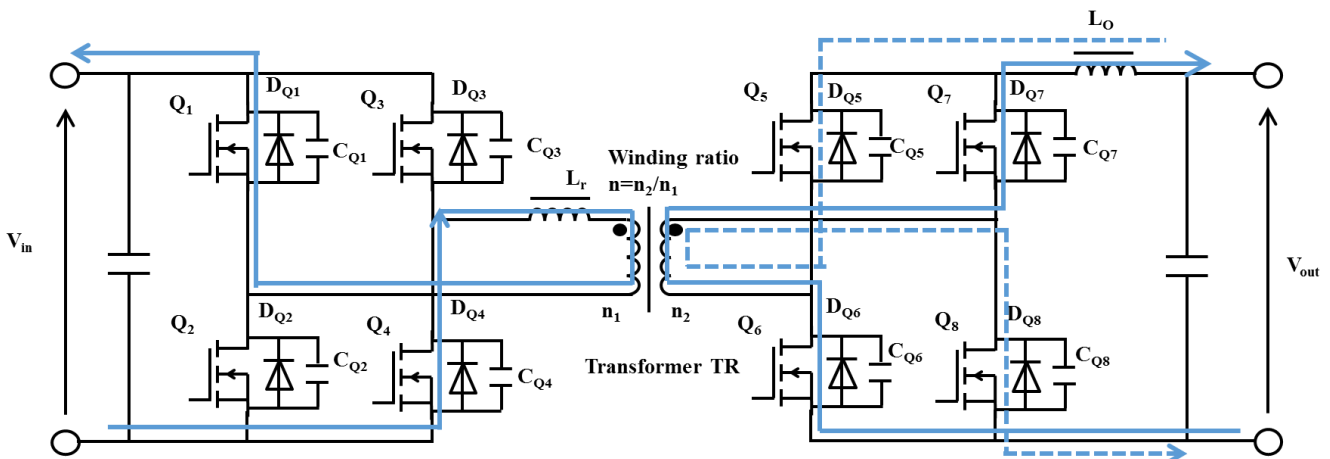 L_O
D_Q1
D_Q3
D_Q5
D_Q7
Q_1
Q_3
Q_5
Q_7
C_Q1
C_Q3
C_Q5
C_Q7
Winding ratio
n=n_2/n_1
L_r
V_in
V_out
n_1
n_2
D_Q2
D_Q4
D_Q6
D_Q8
Q_2
Q_4
Q_6
Q_8
C_Q2
C_Q4
C_Q6
C_Q8
Transformer TR